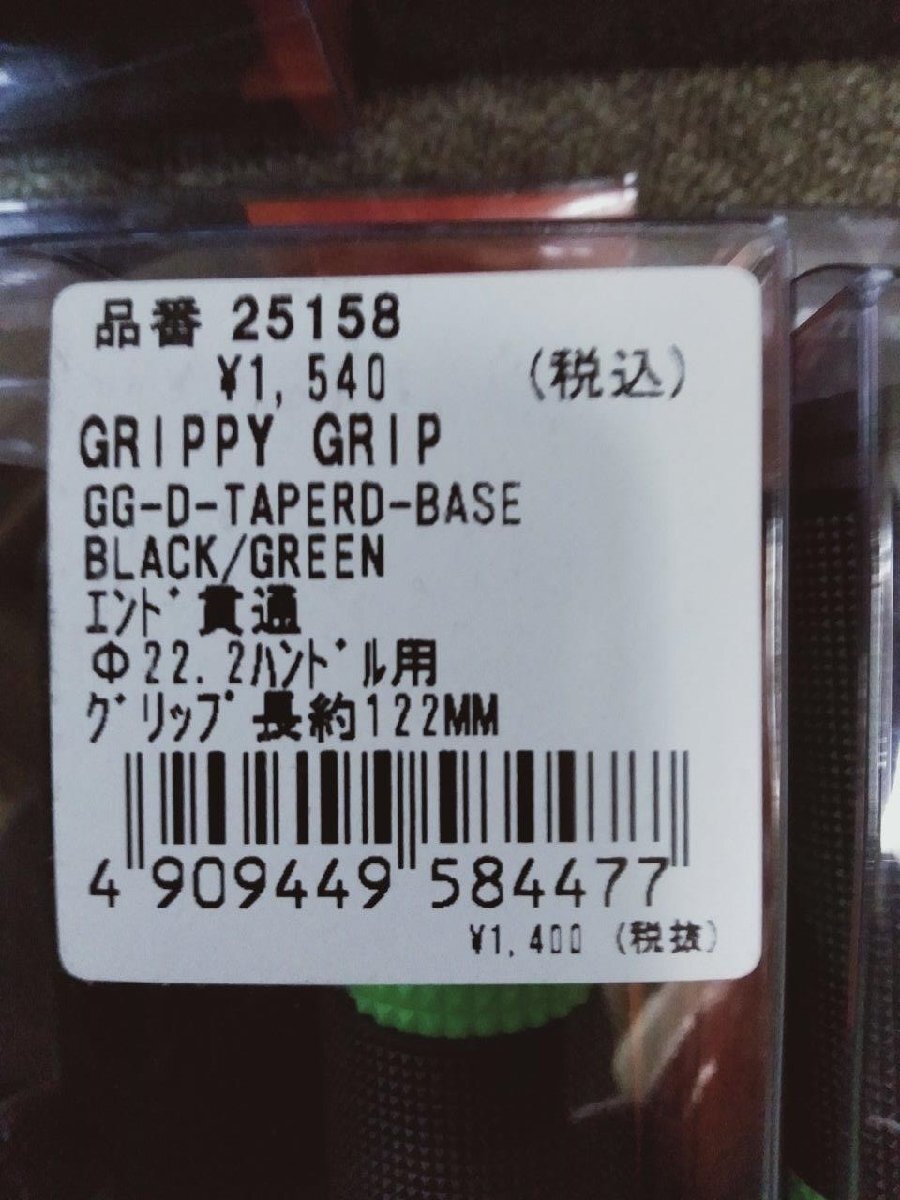 品番 25158
¥1,540 (税込)
GRIPPY GRIP
GG-D-TAPERD-BASE
BLACK/GREEN
ｴﾝﾄﾞ貫通
Φ22.2ﾊﾝﾄﾞﾙ用
ｸﾞﾘｯﾌﾟ長約122MM
4 909449 584477
¥1,400 (税抜)